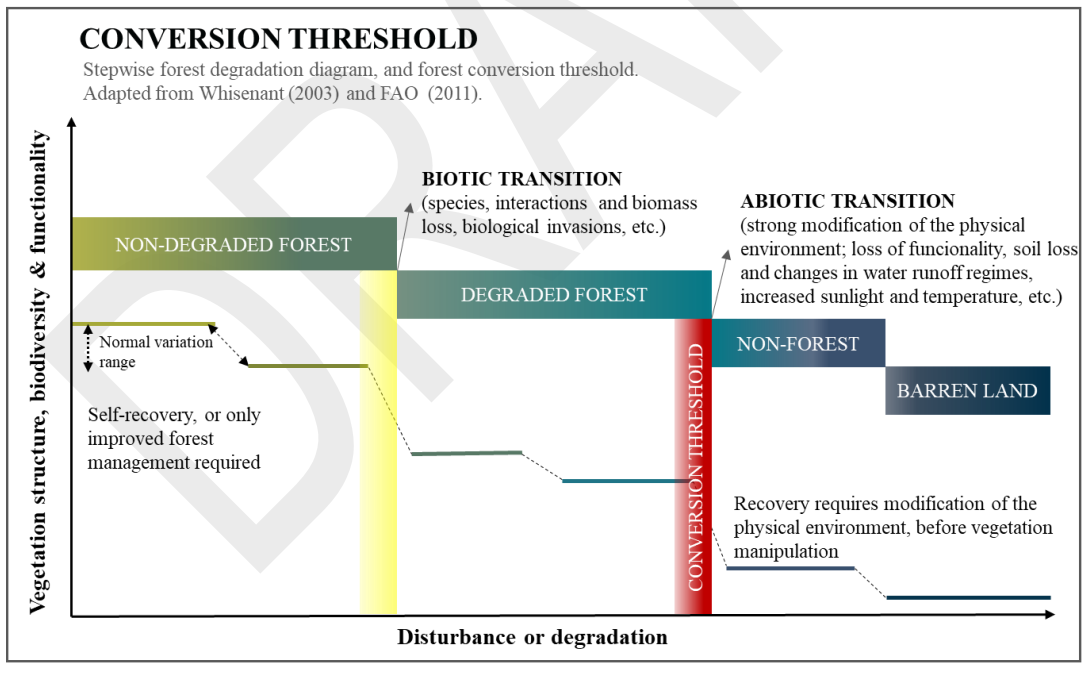 CONVERSION THRESHOLD
Stepwise forest degradation diagram, and forest conversion threshold.
Adapted from Whisenant (2003) and FAO (2011).
Vegetation structure, biodiversity & functionality
NON-DEGRADED FOREST
BIOTIC TRANSITION
(species, interactions and biomass
loss, biological invasions, etc.)
ABIOTIC TRANSITION
(strong modification of the physical
environment; loss of funcionality, soil loss
and changes in water runoff regimes,
increased sunlight and temperature, etc.)
DEGRADED FOREST
NON-FOREST
BARREN LAND
Normal variation
range
Self-recovery, or only
improved forest
management required
CONVERSION THRESHOLD
Recovery requires modification of the
physical environment, before vegetation
manipulation
Disturbance or degradation
DRA